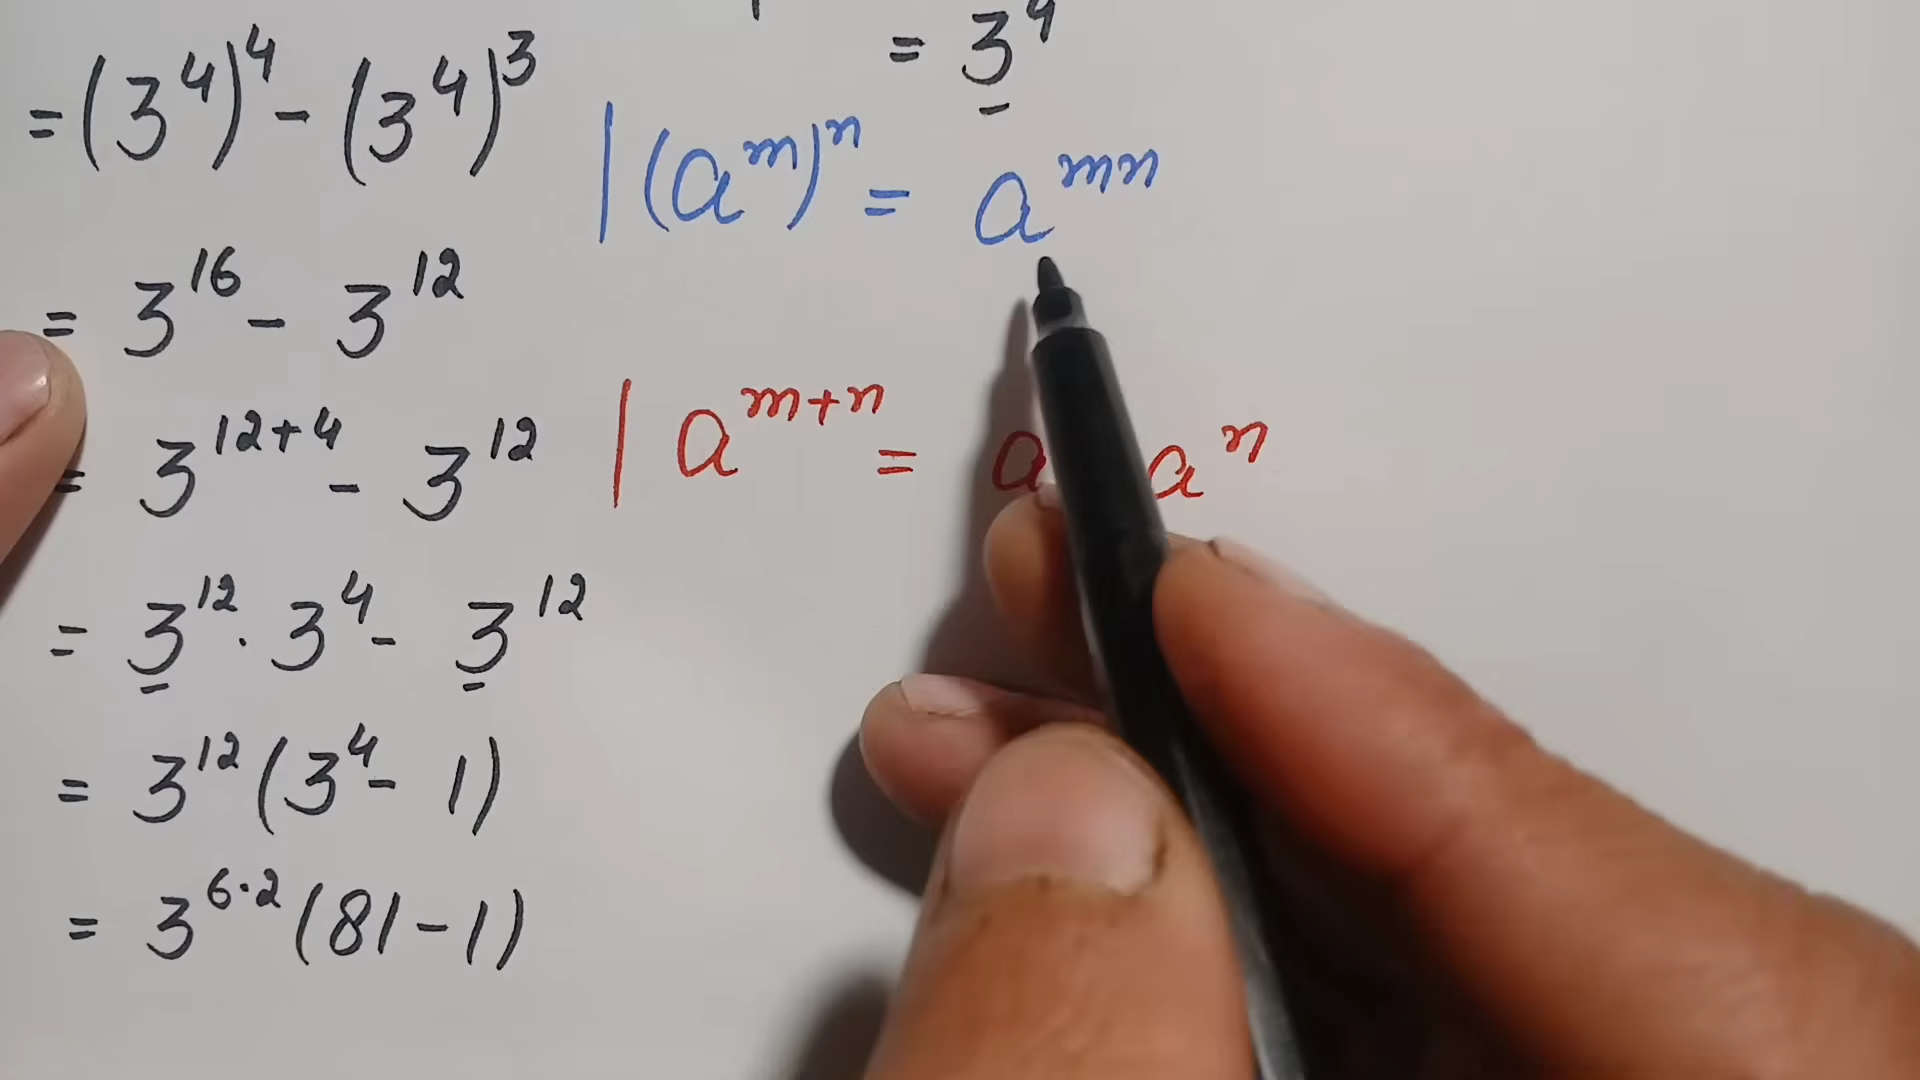 = 3^4
= (3^4)^4 - (3^4)^3
| (a^m)^n = a^{mn}
= 3^{16} - 3^{12}
= 3^{12+4} - 3^{12}
| a^{m+n} = a a^n
= 3^{12} · 3^4 - 3^{12}
= 3^{12} (3^4 - 1)
= 3^{6·2} (81 - 1)